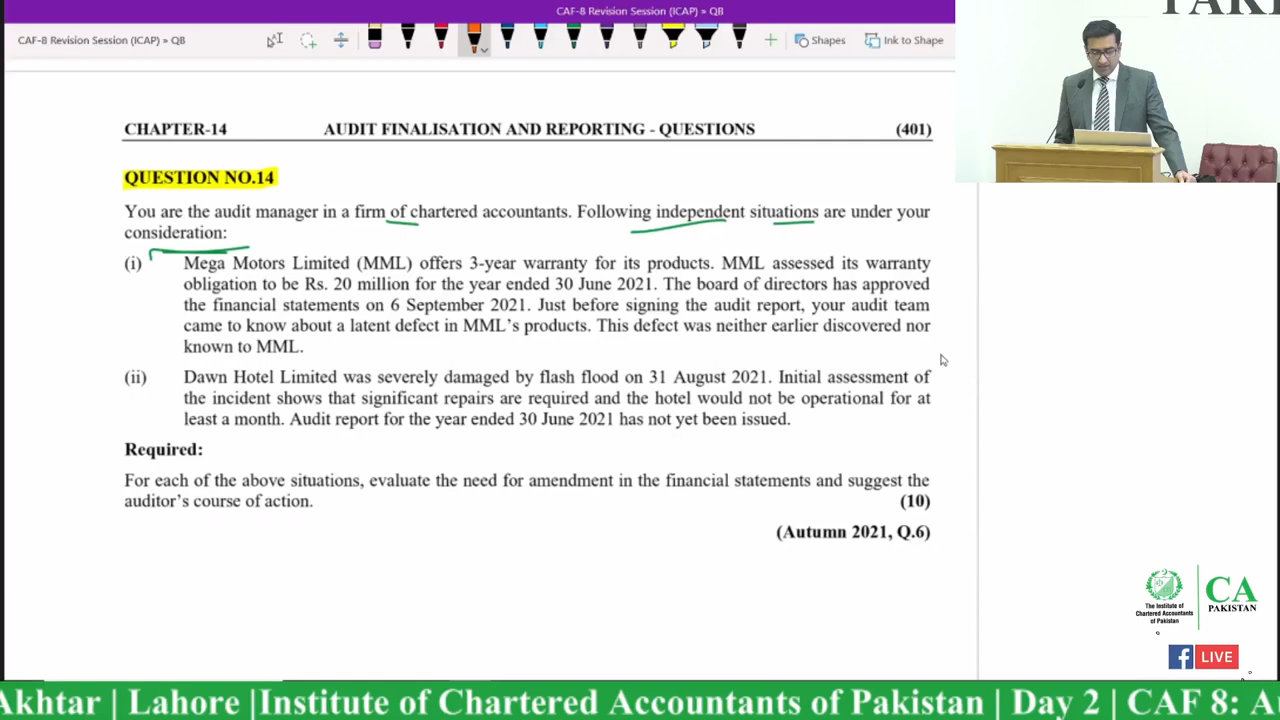 CAF-8 Revision Session (ICAP) » QB
CAF-8 Revision Session (ICAP) » QB
Shapes
Ink to Shape
CHAPTER-14 AUDIT FINALISATION AND REPORTING - QUESTIONS (401)
QUESTION NO.14
You are the audit manager in a firm of chartered accountants. Following independent situations are under your
consideration:
(i) Mega Motors Limited (MML) offers 3-year warranty for its products. MML assessed its warranty
obligation to be Rs. 20 million for the year ended 30 June 2021. The board of directors has approved
the financial statements on 6 September 2021. Just before signing the audit report, your audit team
came to know about a latent defect in MML's products. This defect was neither earlier discovered nor
known to MML.
(ii) Dawn Hotel Limited was severely damaged by flash flood on 31 August 2021. Initial assessment of
the incident shows that significant repairs are required and the hotel would not be operational for at
least a month. Audit report for the year ended 30 June 2021 has not yet been issued.
Required:
For each of the above situations, evaluate the need for amendment in the financial statements and suggest the
auditor's course of action. (10)
(Autumn 2021, Q.6)
The Institute of
Chartered Accountants
of Pakistan
CA
PAKISTAN
f LIVE
Akhtar | Lahore |Institute of Chartered Accountants of Pakistan | Day 2 | CAF 8: A